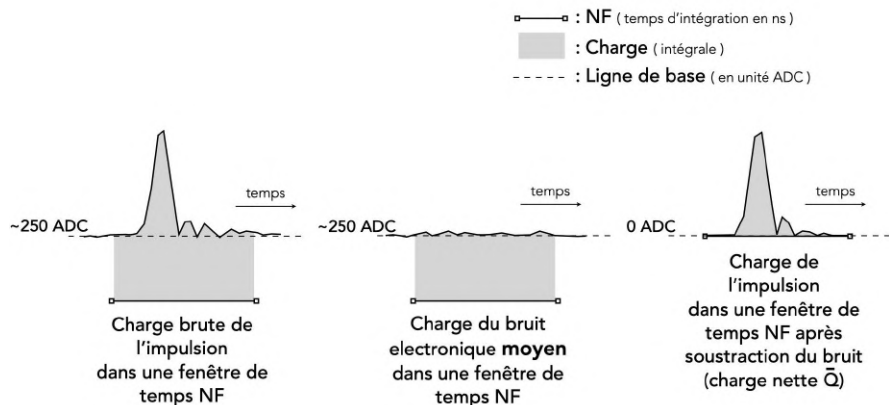 : NF ( temps d'intégration en ns )
: Charge ( intégrale )
: Ligne de base ( en unité ADC )
temps
~250 ADC
Charge brute de
l'impulsion
dans une fenêtre de
temps NF
temps
~250 ADC
Charge du bruit
electronique moyen
dans une fenêtre de
temps NF
temps
0 ADC
Charge de
l'impulsion
dans une fenêtre de
temps NF après
soustraction du bruit
(charge nette Q̄)